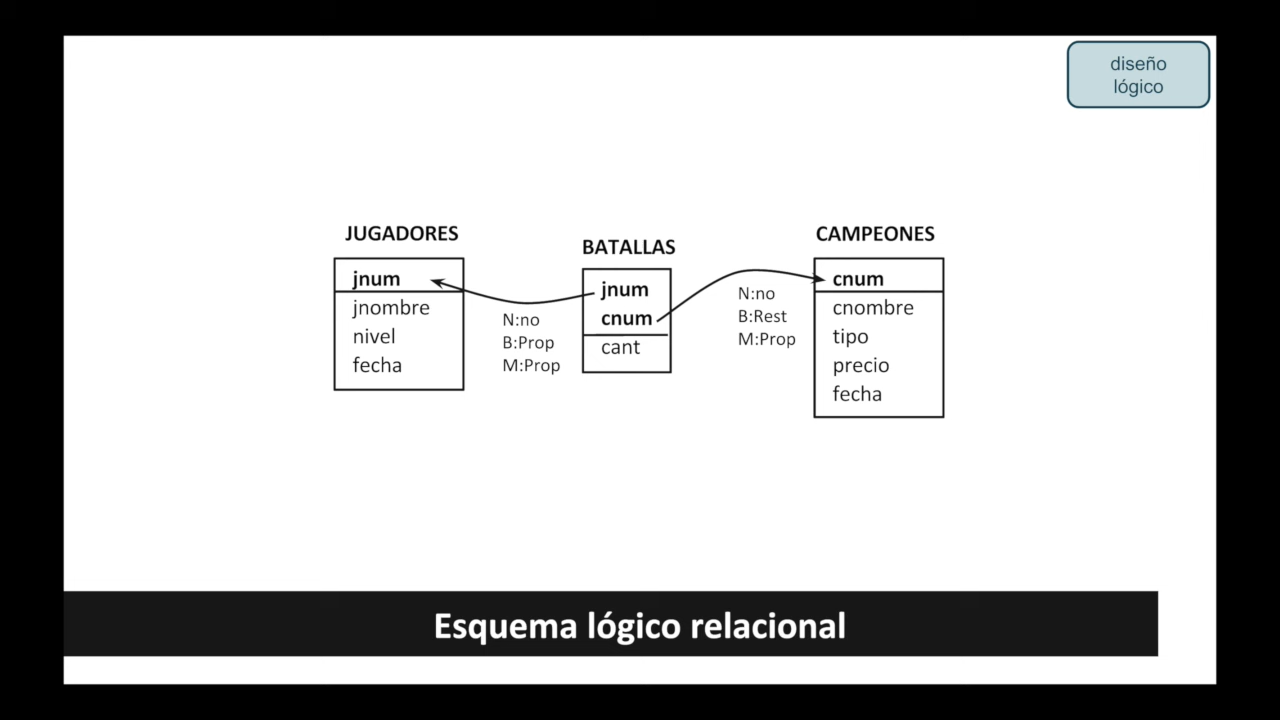 diseño
lógico
JUGADORES
jnum
jnombre
nivel
fecha
N:no
B:Prop
M:Prop
BATALLAS
jnum
cnum
cant
N:no
B:Rest
M:Prop
CAMPEONES
cnum
cnombre
tipo
precio
fecha
Esquema lógico relacional